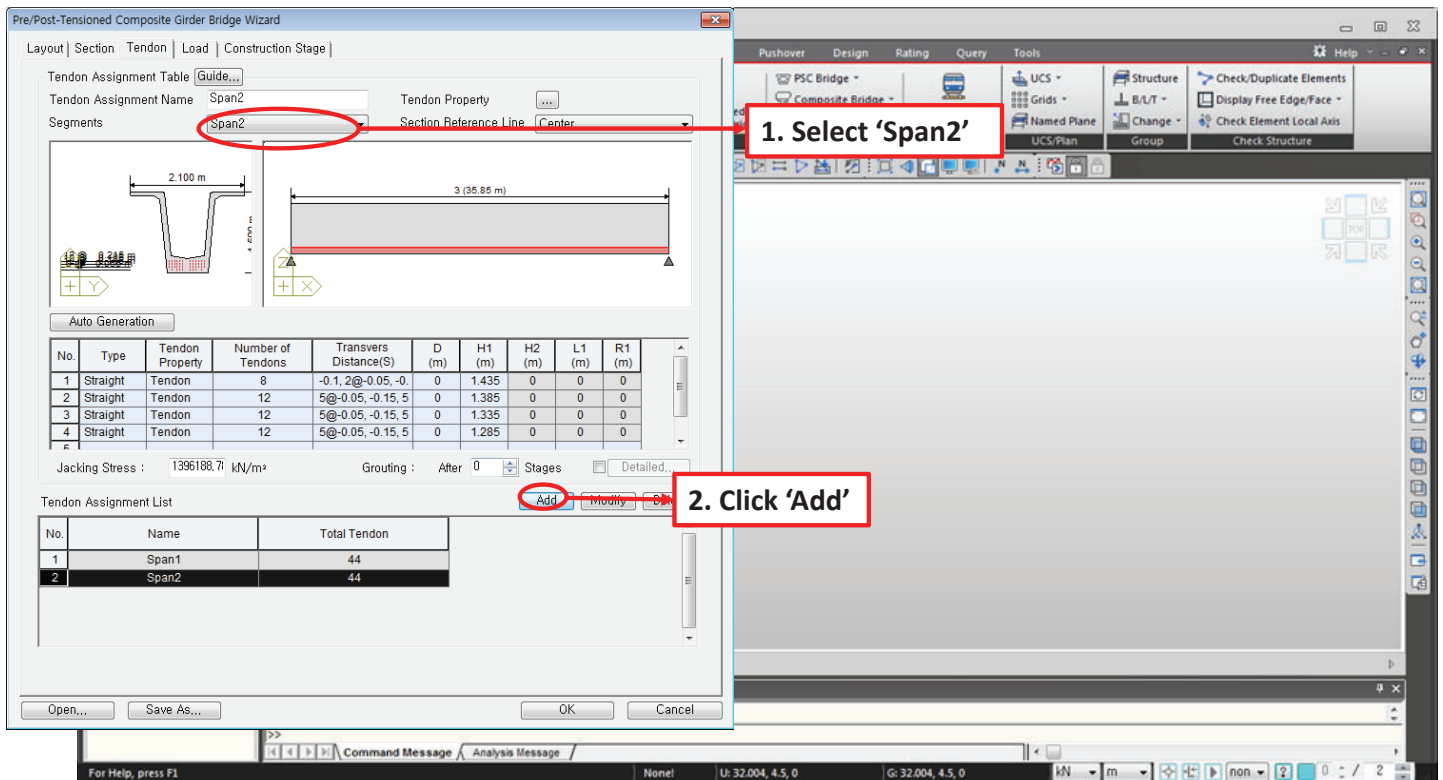 Pre/Post-Tensioned Composite Girder Bridge Wizard
Layout Section Tendon Load Construction Stage
Tendon Assignment Table Guide...
Tendon Assignment Name Span2 Tendon Property ...
Segments Span2 Section Reference Line Center
2.100 m
3 (35.85 m)
Z
Y
X
Auto Generation
No. Type Tendon Property Number of Tendons Transvers Distance(S) D (m) H1 (m) H2 (m) L1 (m) R1 (m)
1 Straight Tendon 8 -0.1, 2@-0.05, -0. 0 1.435 0 0 0
2 Straight Tendon 12 5@-0.05, -0.15, 5 0 1.385 0 0 0
3 Straight Tendon 12 5@-0.05, -0.15, 5 0 1.335 0 0 0
4 Straight Tendon 12 5@-0.05, -0.15, 5 0 1.285 0 0 0
Jacking Stress : kN/m² Grouting : After 0 Stages Detailed...
Tendon Assignment List Add
No. Name Total Tendon
1 Span1 44
2 Span2 44
Open... Save As... OK Cancel
1. Select ‘Span2’
2. Click ‘Add’
Pushover Design Rating Query Tools Help
PSC Bridge UCS Structure Check/Duplicate Elements
Composite Bridge Grids B/L/T Display Free Edge/Face
Named Plane Change Check Element Local Axis
UCS/Plan Group Check Structure
TOP
>>
Command Message Analysis Message
For Help, press F1 None! U: 32.004, 4.5, 0 G: 32.004, 4.5, 0 kN m non 0 / 2